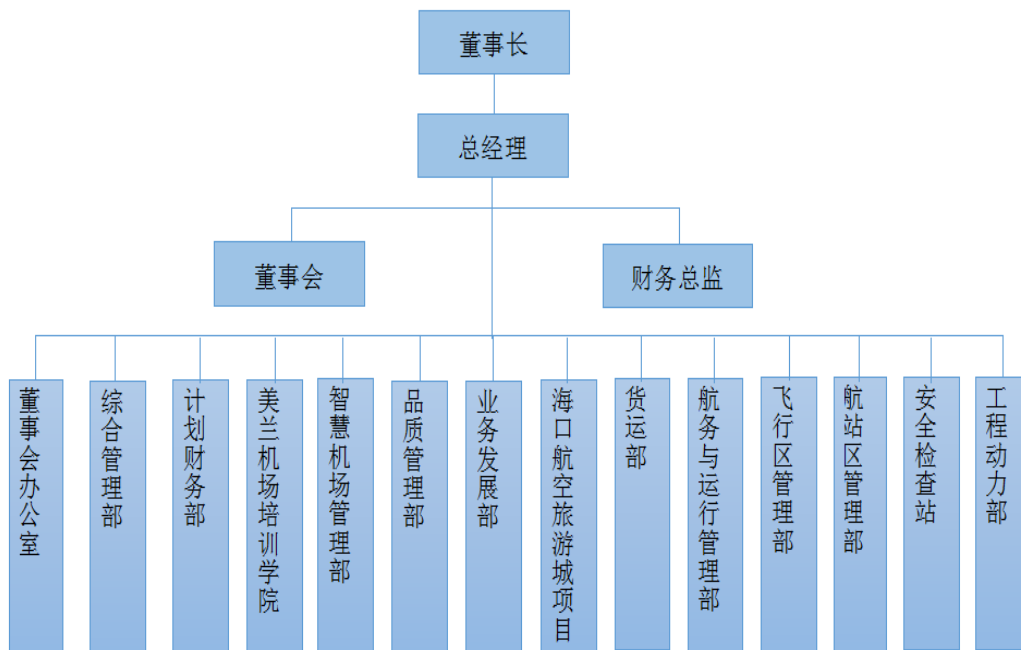 董事长
总经理
董事会
财务总监
董事会办公室
综合管理部
计划财务部
美兰机场培训学院
智慧机场管理部
品质管理部
业务发展部
海口航空旅游城项目
货运部
航务与运行管理部
飞行区管理部
航站区管理部
安全检查站
工程动力部